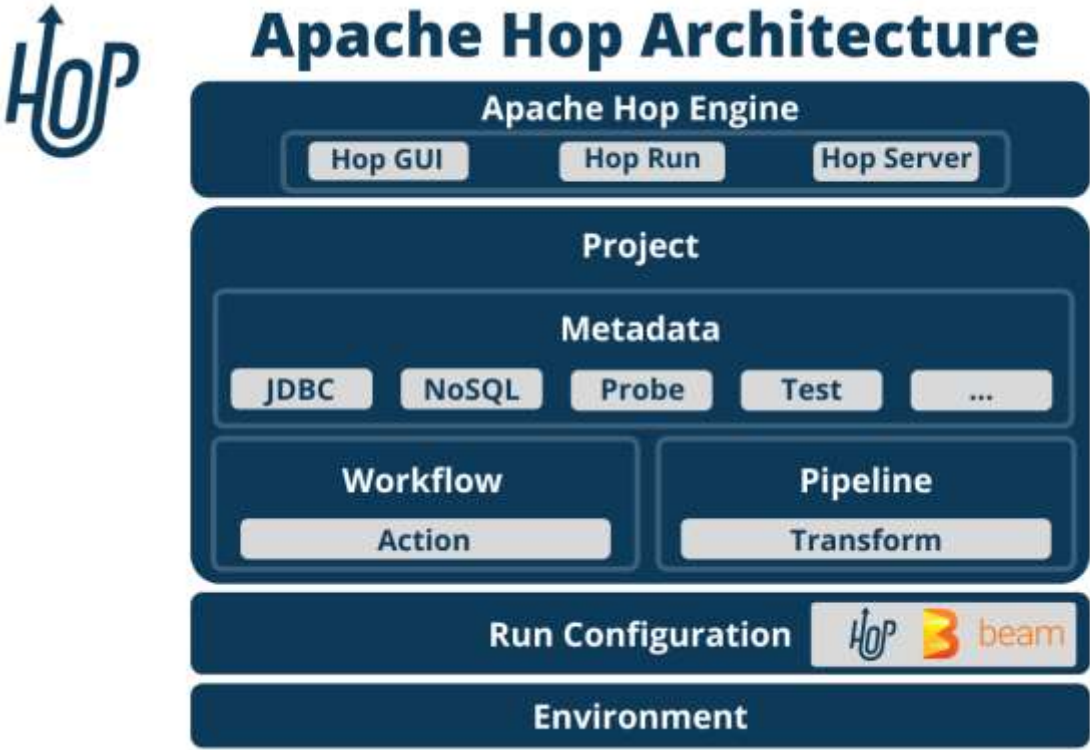 HOP
Apache Hop Architecture
Apache Hop Engine
Hop GUI
Hop Run
Hop Server
Project
Metadata
JDBC
NoSQL
Probe
Test
...
Workflow
Pipeline
Action
Transform
Run Configuration
HOP
beam
Environment